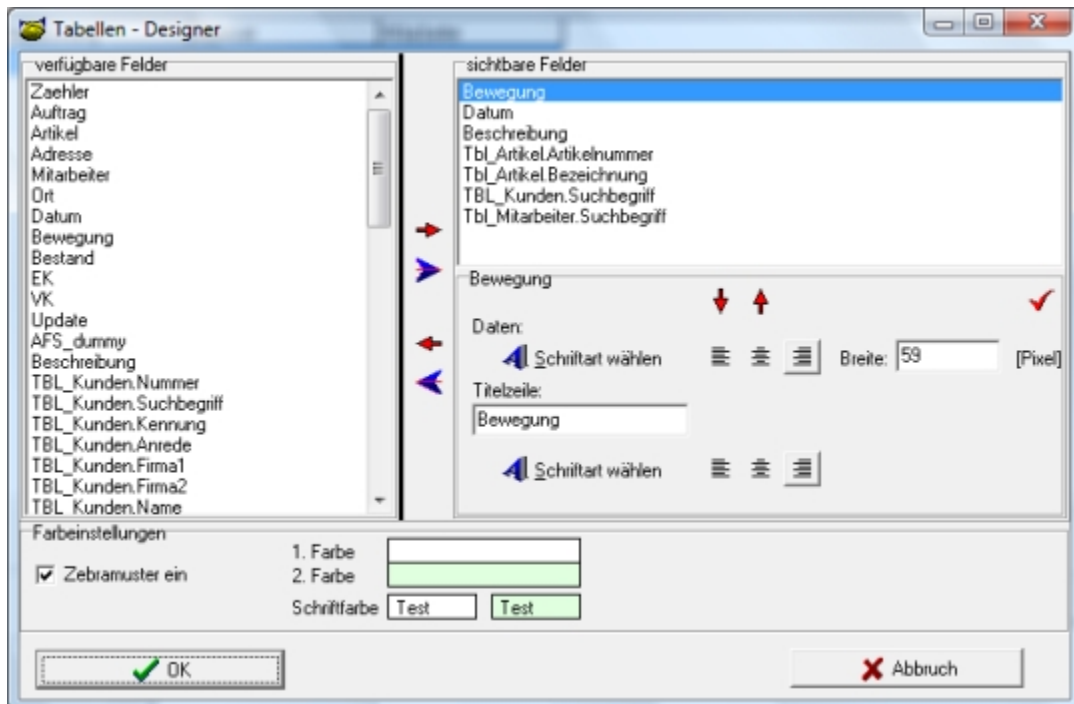 Tabellen - Designer
verfügbare Felder
Zaehler
Auftrag
Artikel
Adresse
Mitarbeiter
Ort
Datum
Bewegung
Bestand
EK
VK
Update
AFS_dummy
Beschreibung
TBL_Kunden.Nummer
TBL_Kunden.Suchbegriff
TBL_Kunden.Kennung
TBL_Kunden.Anrede
TBL_Kunden.Firma1
TBL_Kunden.Firma2
TBL_Kunden.Name
sichtbare Felder
Bewegung
Datum
Beschreibung
Tbl_Artikel.Artikelnummer
Tbl_Artikel.Bezeichnung
TBL_Kunden.Suchbegriff
Tbl_Mitarbeiter.Suchbegriff
Bewegung
Daten:
Schriftart wählen
Breite: 59 [Pixel]
Titelzeile:
Bewegung
Schriftart wählen
Farbeinstellungen
Zebramuster ein
1. Farbe
2. Farbe
Schriftfarbe Test Test
OK
Abbruch